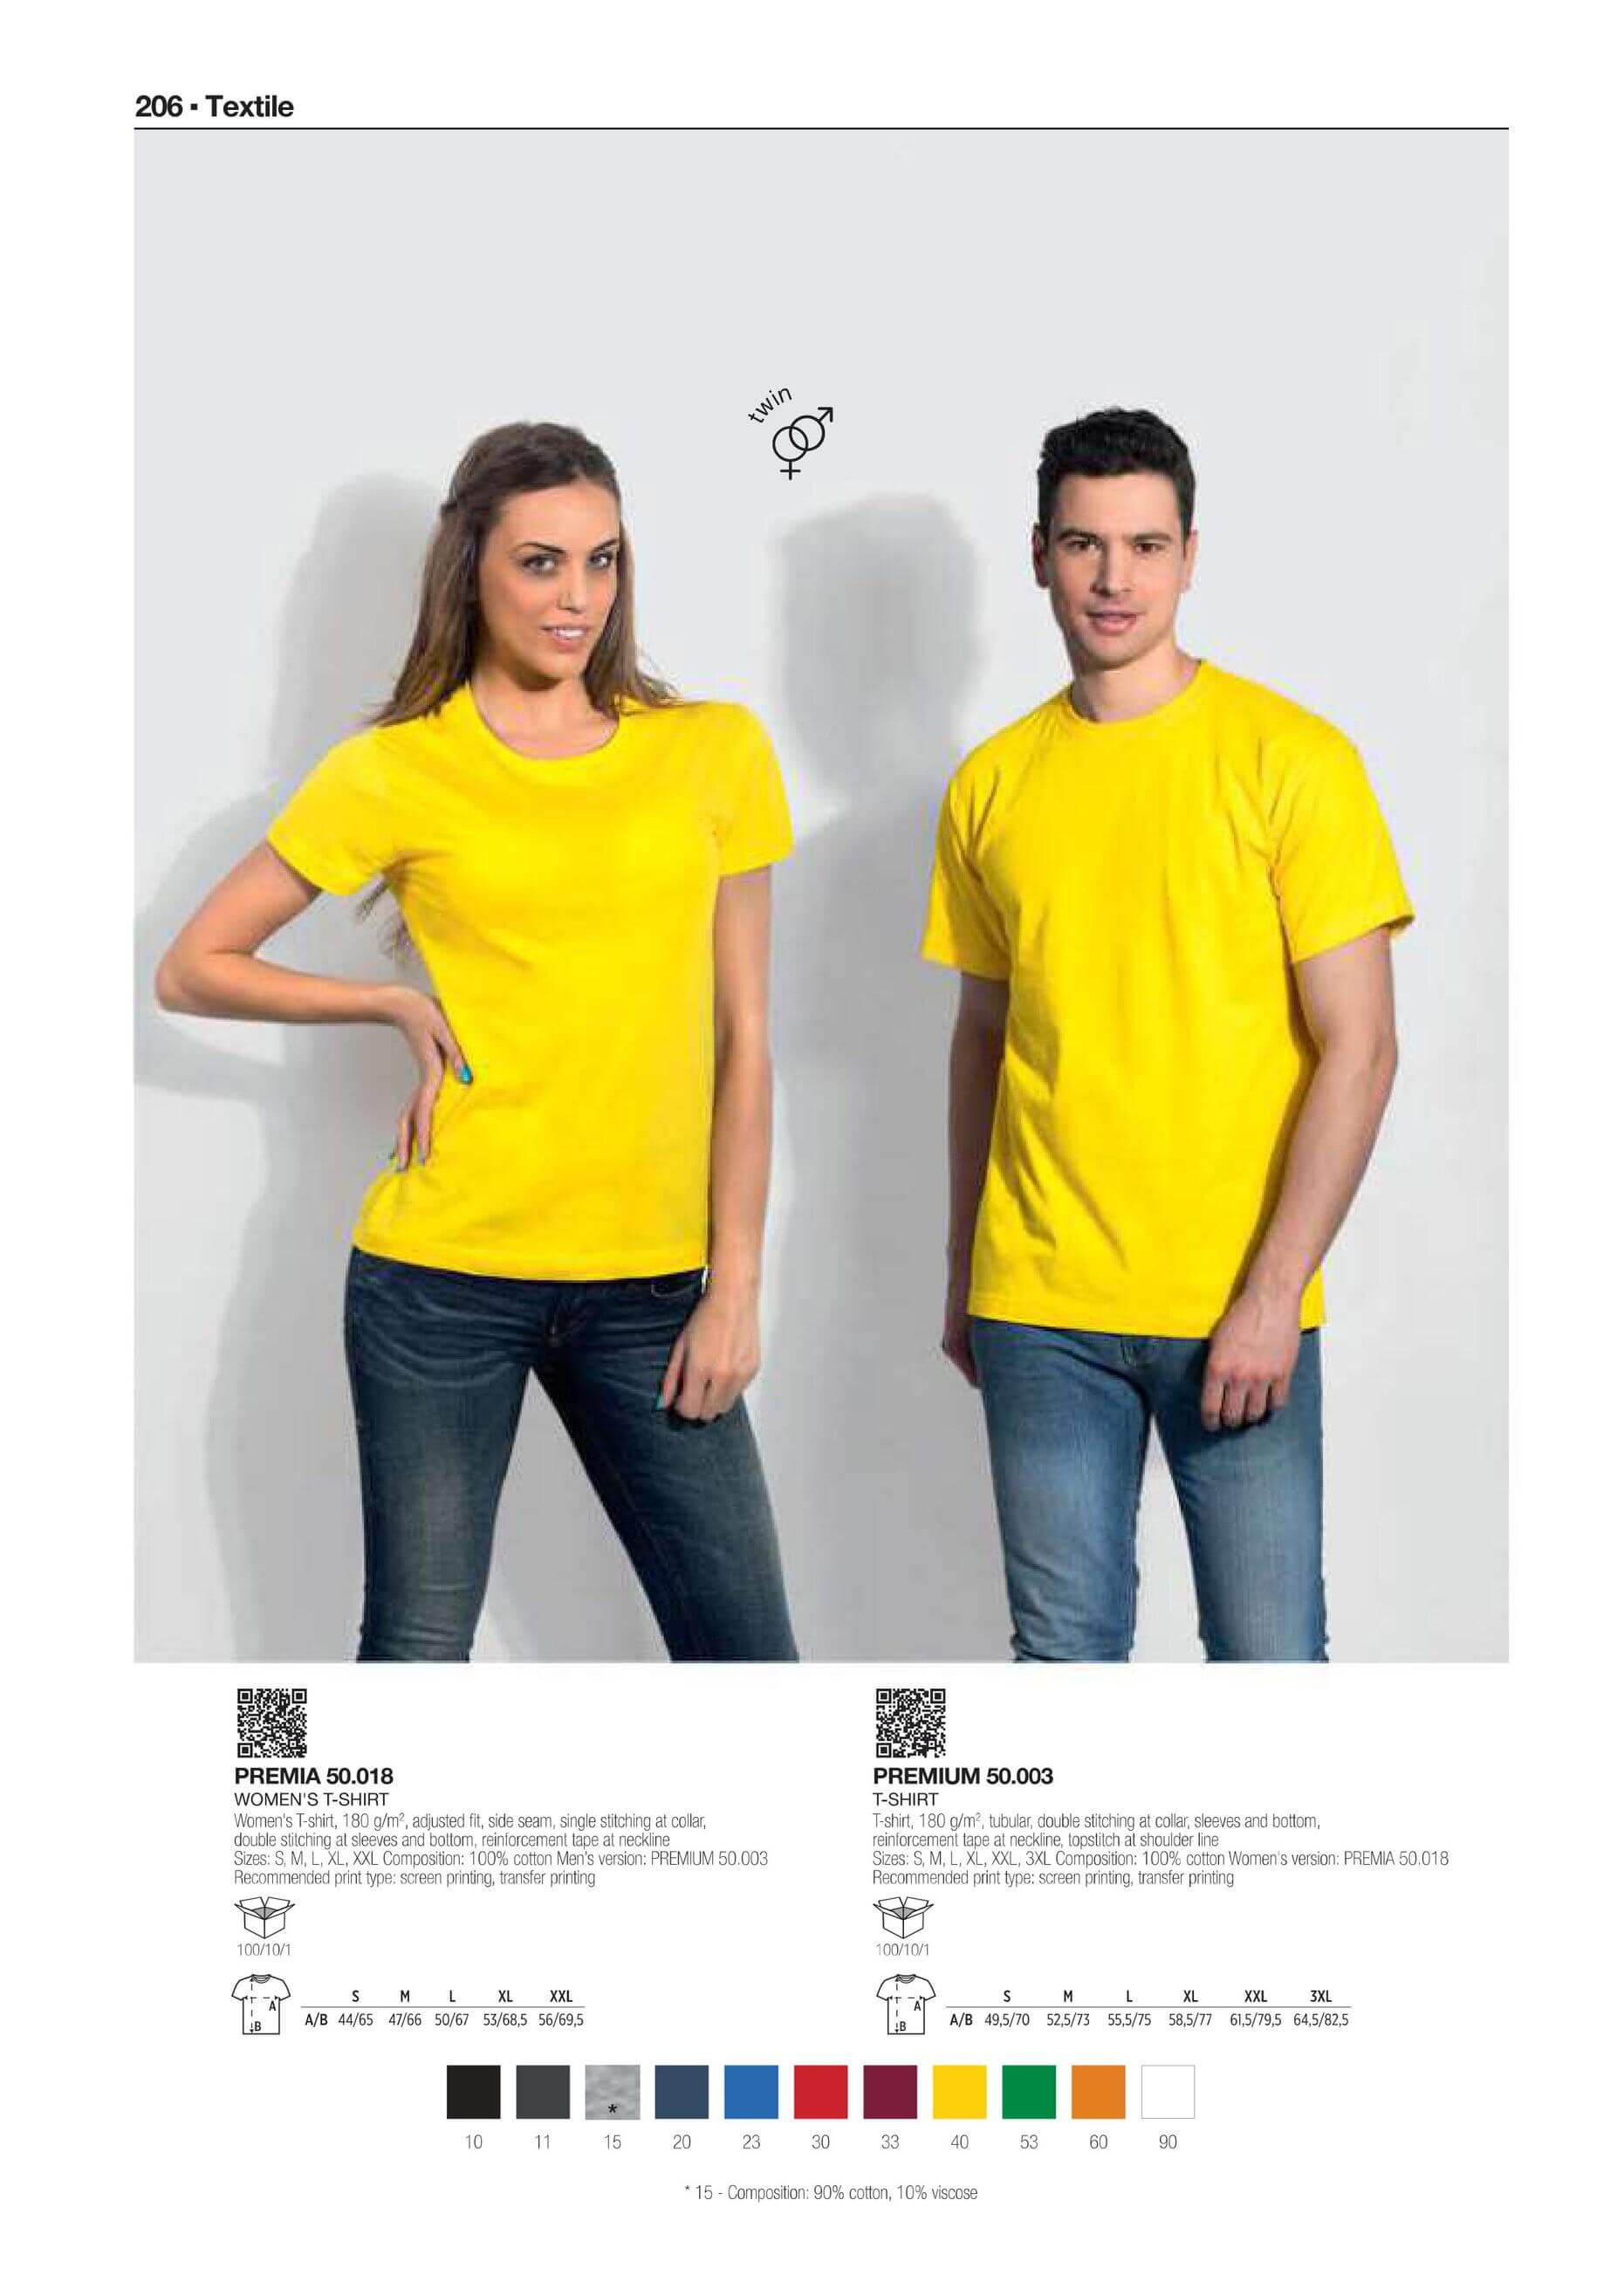 206 ▪ Textile
twin
PREMIA 50.018
WOMEN'S T-SHIRT
Women's T-shirt, 180 g/m², adjusted fit, side seam, single stitching at collar,
double stitching at sleeves and bottom, reinforcement tape at neckline
Sizes: S, M, L, XL, XXL Composition: 100% cotton Men's version: PREMIUM 50.003
Recommended print type: screen printing, transfer printing
100/10/1
A
B
S M L XL XXL
A/B 44/65 47/66 50/67 53/68,5 56/69,5
PREMIUM 50.003
T-SHIRT
T-shirt, 180 g/m², tubular, double stitching at collar, sleeves and bottom,
reinforcement tape at neckline, topstitch at shoulder line
Sizes: S, M, L, XL, XXL, 3XL Composition: 100% cotton Women's version: PREMIA 50.018
Recommended print type: screen printing, transfer printing
100/10/1
A
B
S M L XL XXL 3XL
A/B 49,5/70 52,5/73 55,5/75 58,5/77 61,5/79,5 64,5/82,5
*
10 11 15 20 23 30 33 40 53 60 90
* 15 - Composition: 90% cotton, 10% viscose